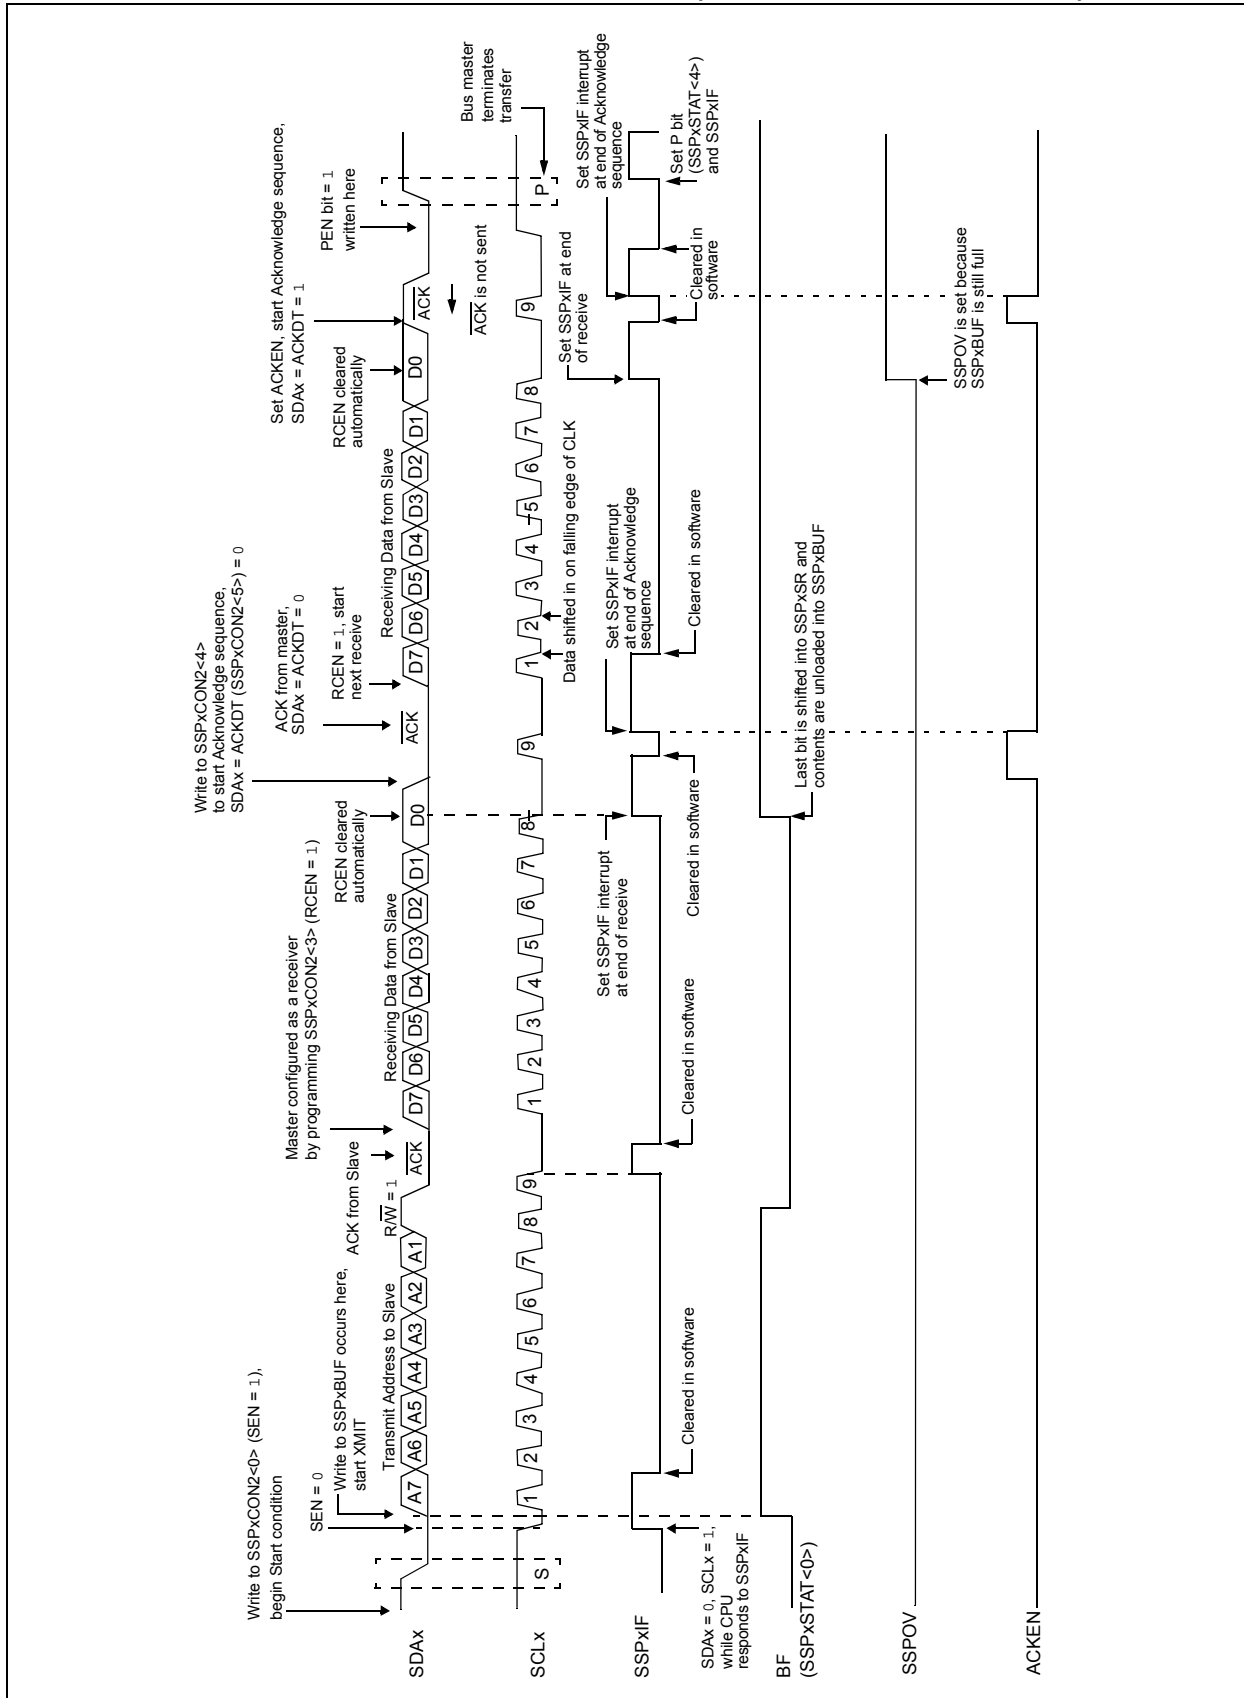 Write to SSPxCON2<0> (SEN = 1),
begin Start condition
SEN = 0
Write to SSPxBUF occurs here,
start XMIT
Transmit Address to Slave
ACK from Slave
R/W = 1
Master configured as a receiver
by programming SSPxCON2<3> (RCEN = 1)
Receiving Data from Slave
RCEN cleared
automatically
Write to SSPxCON2<4>
to start Acknowledge sequence,
SDAx = ACKDT (SSPxCON2<5>) = 0
ACK from master,
SDAx = ACKDT = 0
RCEN = 1, start
next receive
Receiving Data from Slave
RCEN cleared
automatically
Set ACKEN, start Acknowledge sequence,
SDAx = ACKDT = 1
PEN bit = 1
written here
SDAx
A7 A6 A5 A4 A3 A2 A1
ACK
D7 D6 D5 D4 D3 D2 D1 D0
ACK
D7 D6 D5 D4 D3 D2 D1 D0
ACK
ACK is not sent
Bus master
terminates
transfer
SCLx
S
1 2 3 4 5 6 7 8 9
1 2 3 4 5 6 7 8 9
1 2 3 4 5 6 7 8 9
P
Data shifted in on falling edge of CLK
Set SSPxIF interrupt
at end of receive
Set SSPxIF interrupt
at end of Acknowledge
sequence
Set SSPxIF at end
of receive
Set SSPxIF interrupt
at end of Acknowledge
sequence
SSPxIF
SDAx = 0, SCLx = 1,
while CPU
responds to SSPxIF
Cleared in software
Cleared in software
Cleared in software
Cleared in software
Cleared in
software
Set P bit
(SSPxSTAT<4>)
and SSPxIF
BF
(SSPxSTAT<0>)
Last bit is shifted into SSPxSR and
contents are unloaded into SSPxBUF
SSPOV
SSPOV is set because
SSPxBUF is still full
ACKEN